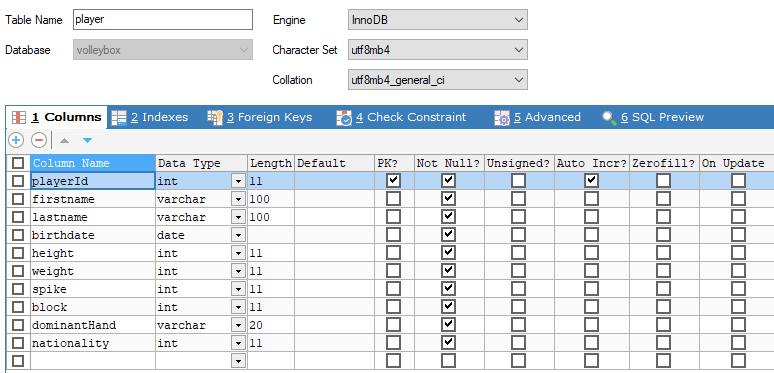 Table Name player Engine InnoDB
Database volleybox Character Set utf8mb4
Collation utf8mb4_general_ci
1 Columns 2 Indexes 3 Foreign Keys 4 Check Constraint 5 Advanced 6 SQL Preview
Column Name Data Type Length Default PK? Not Null? Unsigned? Auto Incr? Zerofill? On Update
playerId int 11
firstname varchar 100
lastname varchar 100
birthdate date
height int 11
weight int 11
spike int 11
block int 11
dominantHand varchar 20
nationality int 11